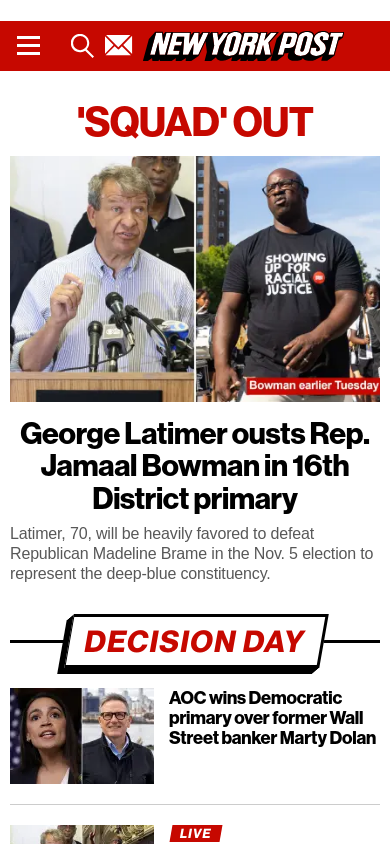 NEW YORK POST
'SQUAD' OUT
SHOWING
UP FOR
RACIAL
JUSTICE
Bowman earlier Tuesday
George Latimer ousts Rep.
Jamaal Bowman in 16th
District primary
Latimer, 70, will be heavily favored to defeat
Republican Madeline Brame in the Nov. 5 election to
represent the deep-blue constituency.
DECISION DAY
AOC wins Democratic
primary over former Wall
Street banker Marty Dolan
LIVE